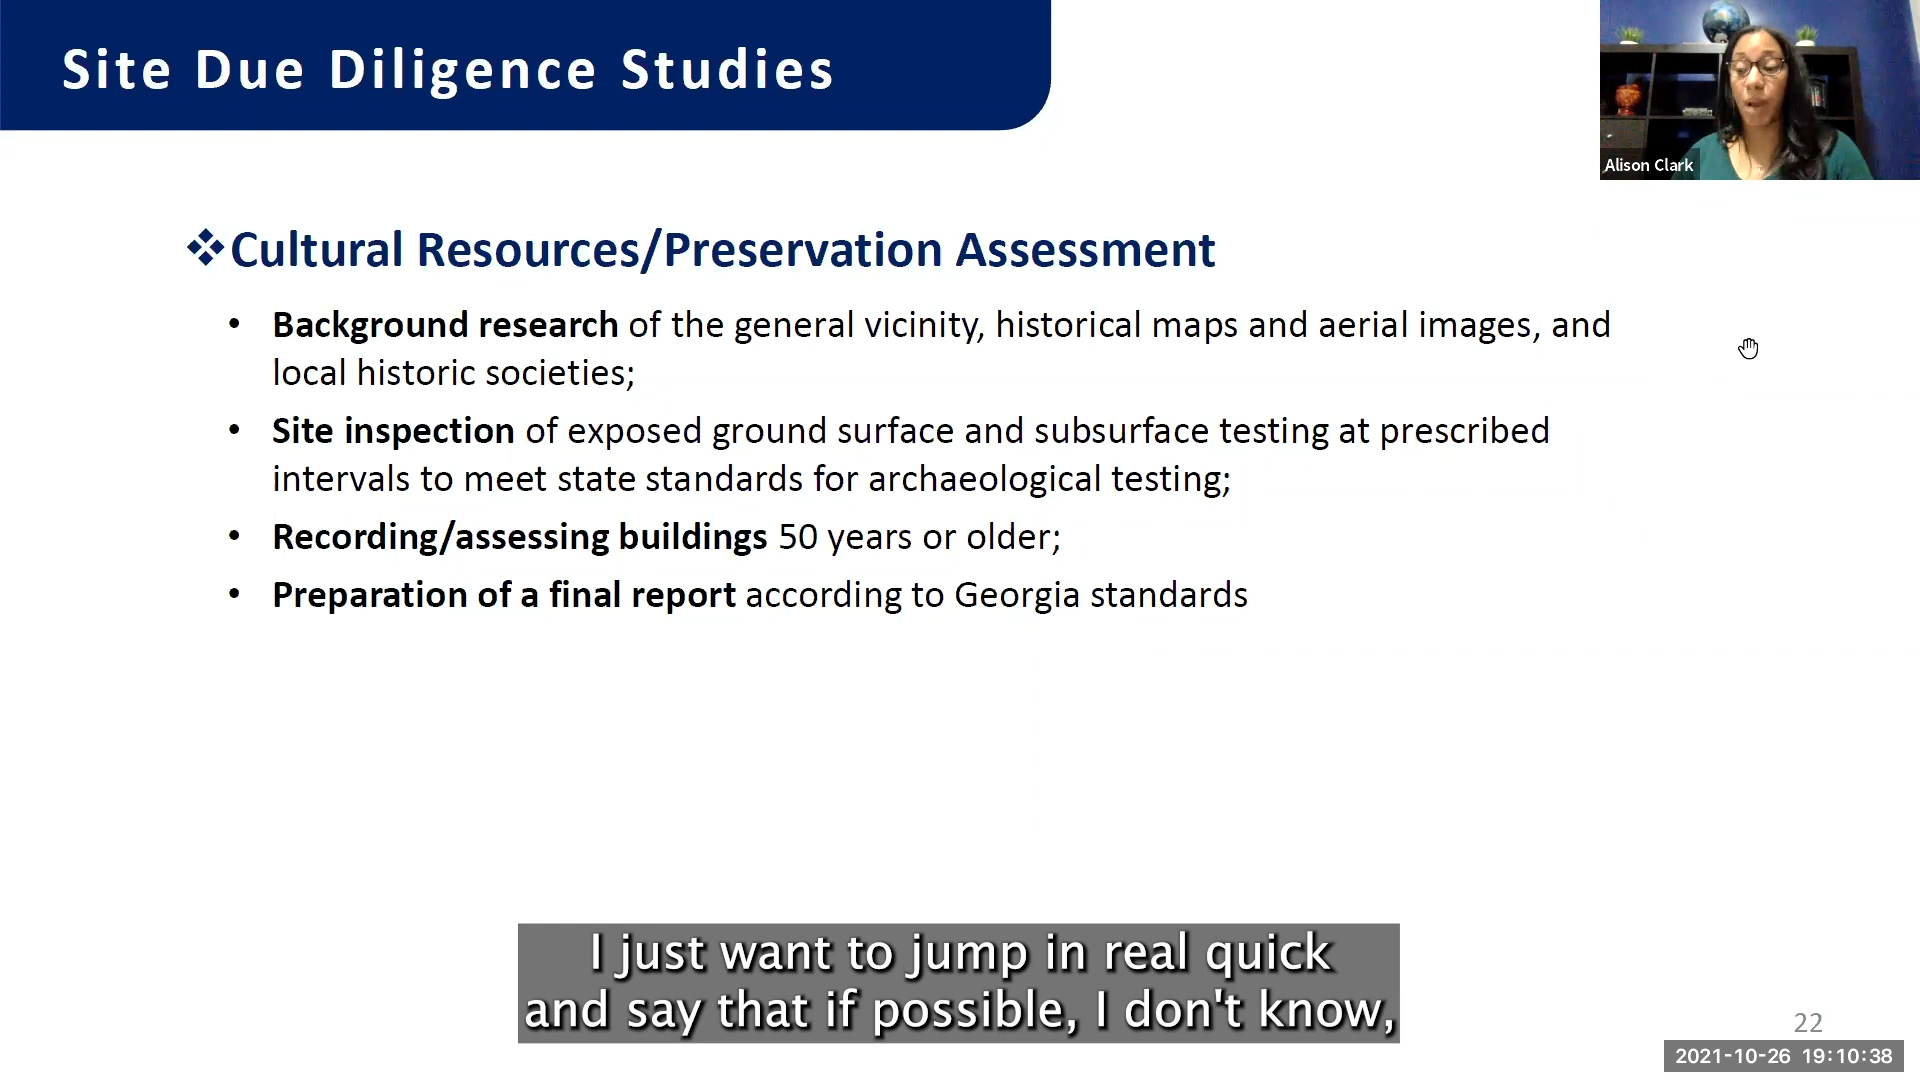 Site Due Diligence Studies
Alison Clark
❖Cultural Resources/Preservation Assessment
• Background research of the general vicinity, historical maps and aerial images, and
local historic societies;
• Site inspection of exposed ground surface and subsurface testing at prescribed
intervals to meet state standards for archaeological testing;
• Recording/assessing buildings 50 years or older;
• Preparation of a final report according to Georgia standards
I just want to jump in real quick
and say that if possible, I don't know,
22
2021-10-26 19:10:38